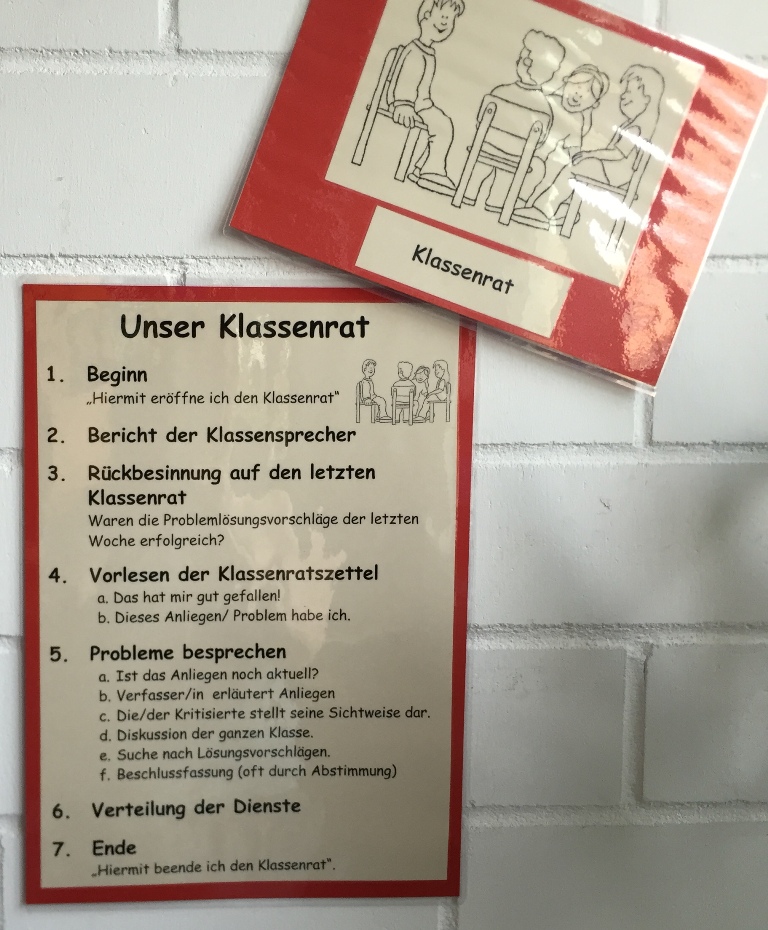 Klassenrat
Unser Klassenrat
1. Beginn
„Hiermit eröffne ich den Klassenrat“
2. Bericht der Klassensprecher
3. Rückbesinnung auf den letzten
Klassenrat
Waren die Problemlösungsvorschläge der letzten
Woche erfolgreich?
4. Vorlesen der Klassenratszettel
a. Das hat mir gut gefallen!
b. Dieses Anliegen/ Problem habe ich.
5. Probleme besprechen
a. Ist das Anliegen noch aktuell?
b. Verfasser/in erläutert Anliegen
c. Die/der Kritisierte stellt seine Sichtweise dar.
d. Diskussion der ganzen Klasse.
e. Suche nach Lösungsvorschlägen.
f. Beschlussfassung (oft durch Abstimmung)
6. Verteilung der Dienste
7. Ende
„Hiermit beende ich den Klassenrat“.